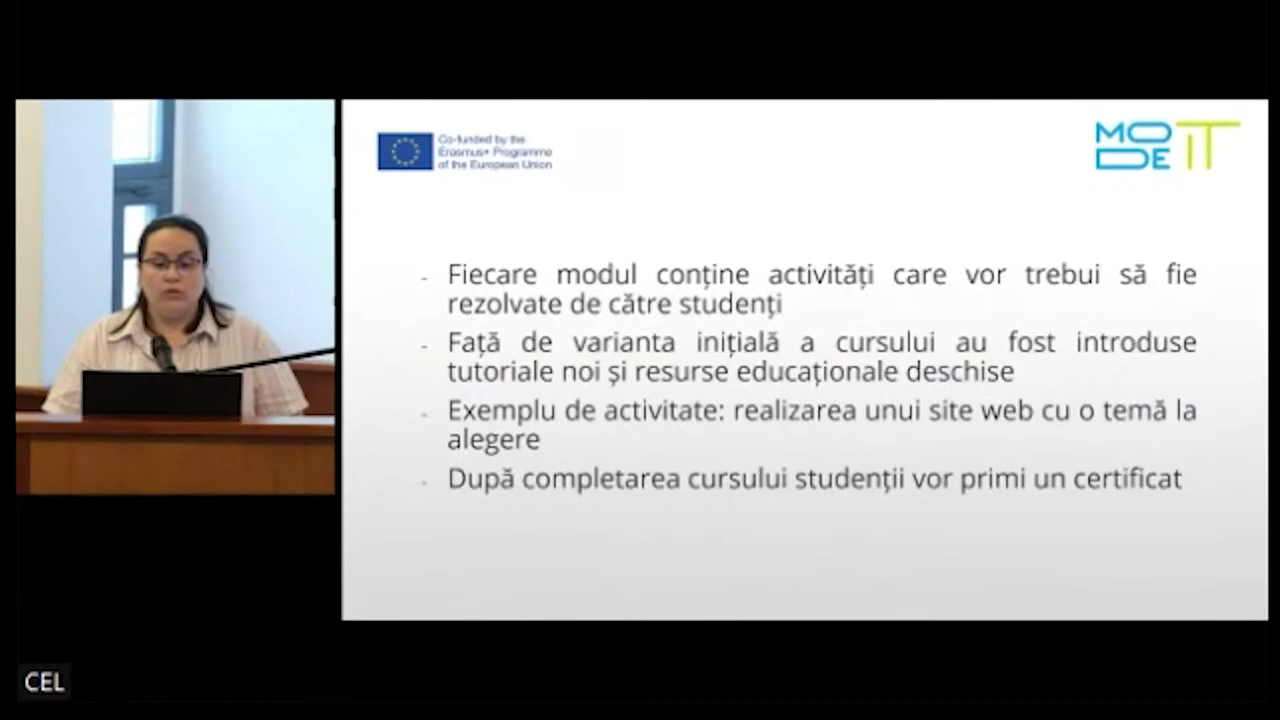 Co-funded by the
Erasmus+ Programme
of the European Union
MO
DE IT
- Fiecare modul conține activități care vor trebui să fie
rezolvate de către studenți
- Față de varianta inițială a cursului au fost introduse
tutoriale noi și resurse educaționale deschise
- Exemplu de activitate: realizarea unui site web cu o temă la
alegere
- După completarea cursului studenții vor primi un certificat
CEL